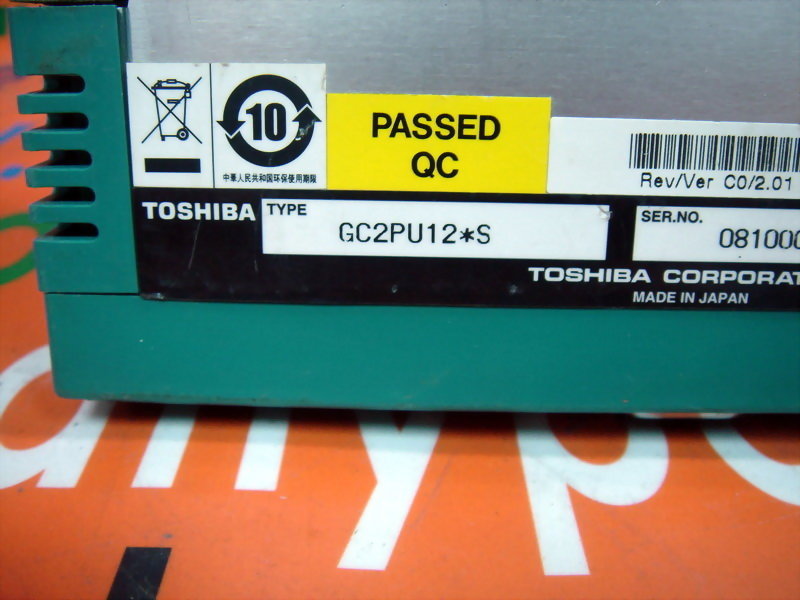 10
中華人民共和国环保使用期限
PASSED
QC
Rev/Ver C0/2.01
TOSHIBA
TYPE
GC2PU12*S
SER.NO.
081000
TOSHIBA CORPORAT
MADE IN JAPAN